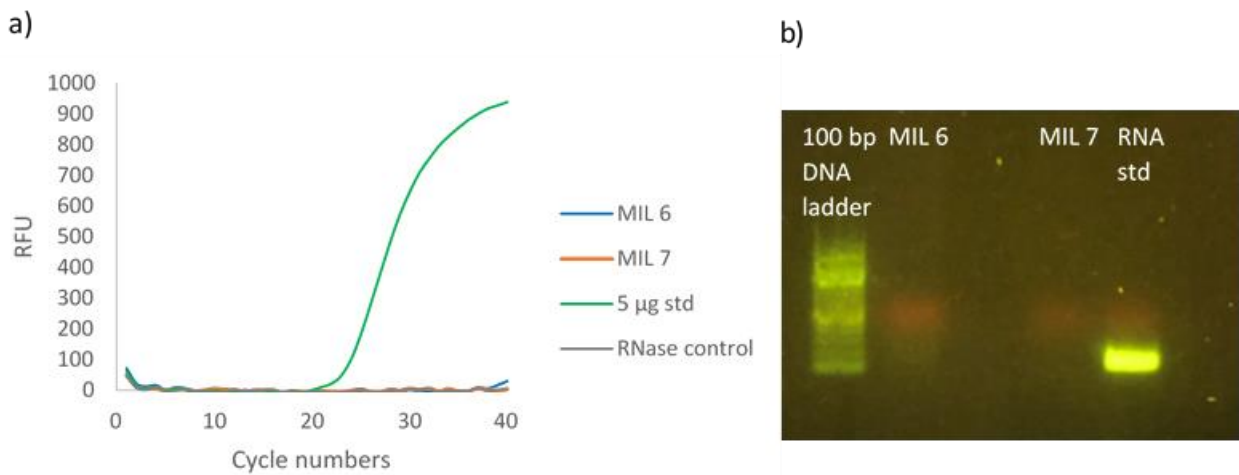 a)
1000
900
800
700
600
500
400
300
200
100
0
RFU
0 10 20 30 40
Cycle numbers
MIL 6
MIL 7
5 µg std
RNase control
b)
100 bp MIL 6 MIL 7 RNA
DNA std
ladder